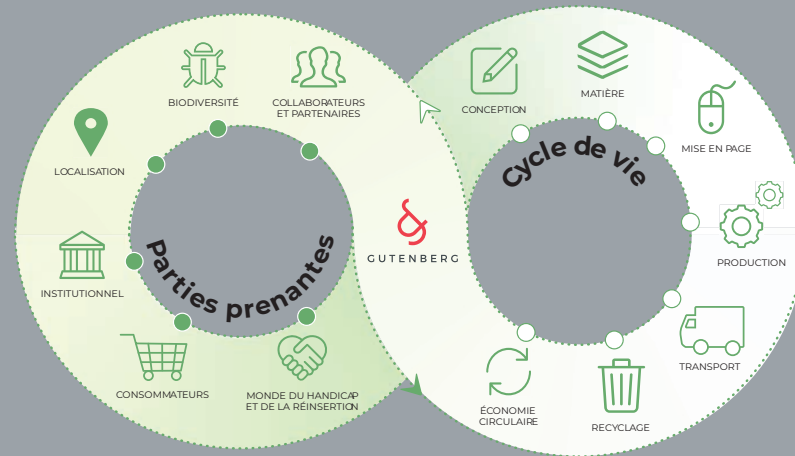 BIODIVERSITÉ
COLLABORATEURS
ET PARTENAIRES
LOCALISATION
INSTITUTIONNEL
CONSOMMATEURS
MONDE DU HANDICAP
ET DE LA RÉINSERTION
Parties prenantes
&
GUTENBERG
Cycle de vie
CONCEPTION
MATIÈRE
MISE EN PAGE
PRODUCTION
TRANSPORT
RECYCLAGE
ÉCONOMIE
CIRCULAIRE